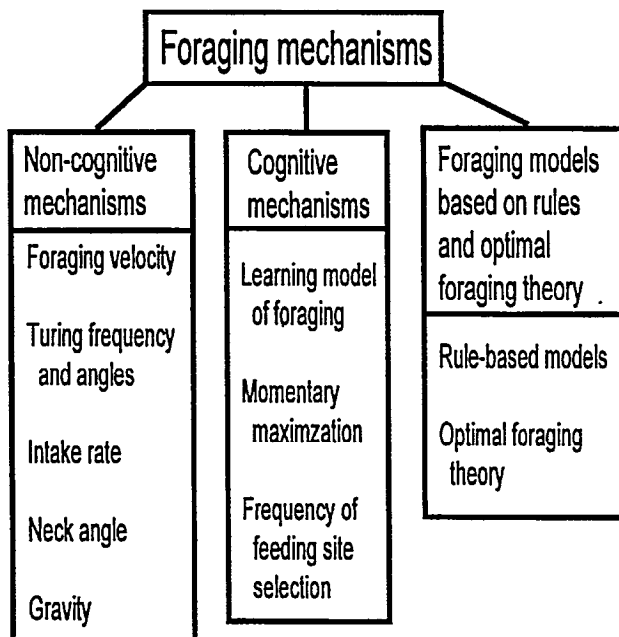 Foraging mechanisms
Non-cognitive
mechanisms
Foraging velocity
Turing frequency
and angles
Intake rate
Neck angle
Gravity
Cognitive
mechanisms
Learning model
of foraging
Momentary
maximzation
Frequency of
feeding site
selection
Foraging models
based on rules
and optimal
foraging theory
Rule-based models
Optimal foraging
theory